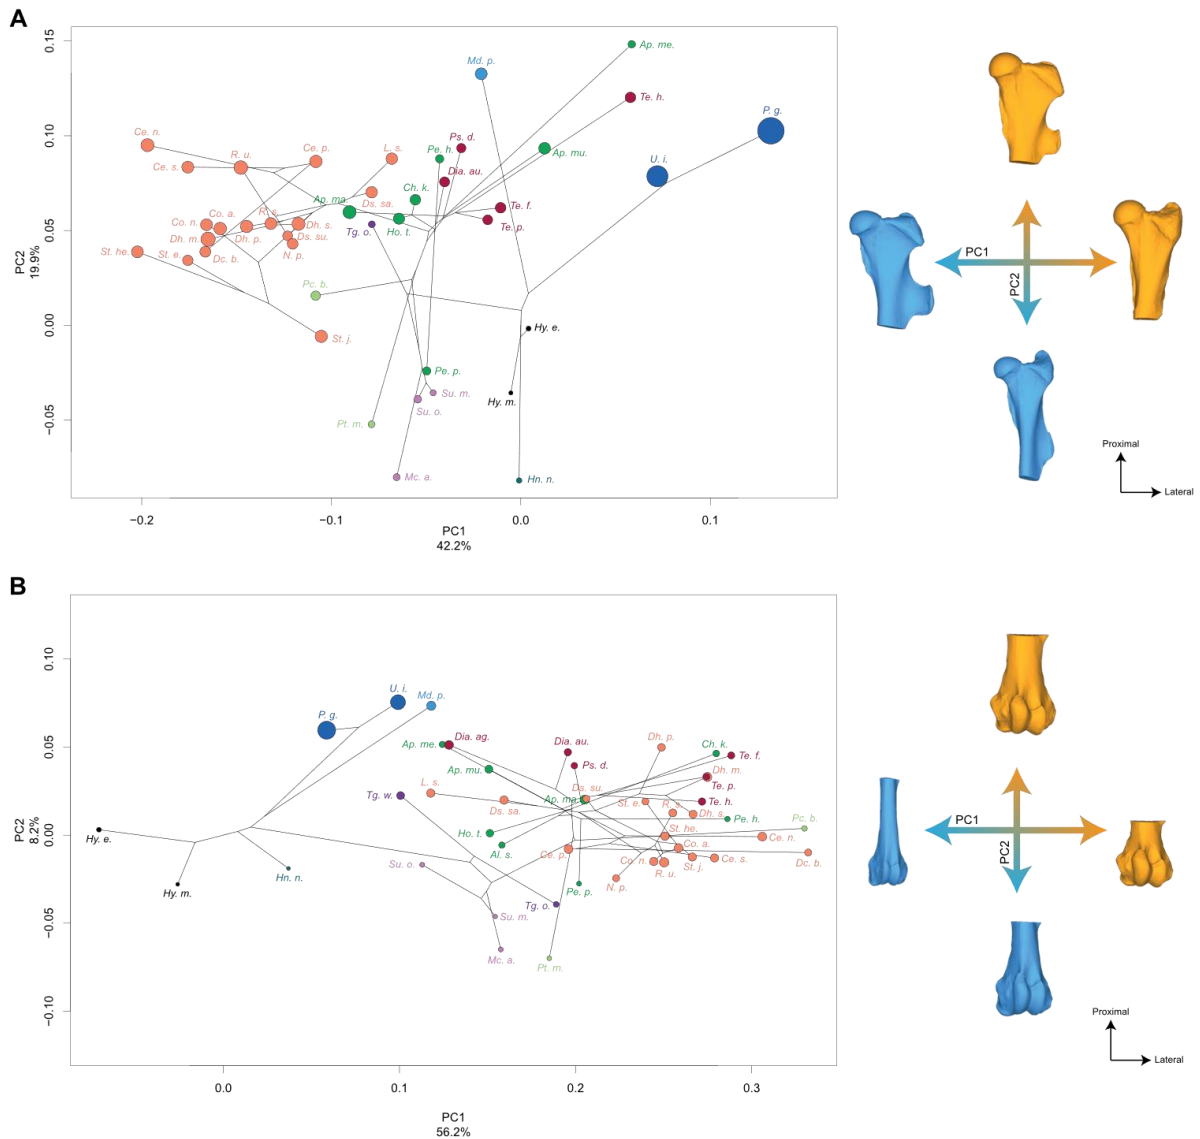 A
0.15
0.10
0.05
0.00
−0.05
PC2
19.9%
Ap. me.
Md. p.
Te. h.
P. g.
Ce. n.
Ce. s.
R. u.
Ce. p.
L. s.
Pe. h.
Ps. d.
Dia. au.
Ap. mu.
U. i.
Ap. ma.
Ds. sa.
Ch. k.
Te. f.
Co. n.
Co. a.
R. s.
Dh. s.
Tg. o.
Ho. t.
Te. p.
Dh. m.
Dh. p.
Ds. su.
St. he.
St. e.
Dc. b.
N. p.
Pc. b.
St. j.
Hy. e.
Pe. p.
Su. m.
Su. o.
Hy. m.
Pt. m.
Mc. a.
Hn. n.
−0.2
−0.1
0.0
0.1
PC1
42.2%
PC1
PC2
Proximal
Lateral
B
0.10
0.05
0.00
−0.05
−0.10
PC2
8.2%
U. i.
Md. p.
P. g.
Ap. me.
Dia. ag.
Dia. au.
Dh. p.
Ch. k.
Te. f.
Ap. mu.
Ps. d.
Dh. m.
Tg. w.
L. s.
Ds. su.
Te. p.
Ds. sa.
Ap. ma.
St. e.
R. s.
Te. h.
Dh. s.
Pe. h.
Hy. e.
Ho. t.
St. he.
Pc. b.
Al. s.
Ce. p.
Co. a.
Ce. n.
Su. o.
Hn. n.
Co. n.
R. u.
St. j.
Ce. s.
Dc. b.
Hy. m.
Pe. p.
N. p.
Tg. o.
Su. m.
Mc. a.
Pt. m.
0.0
0.1
0.2
0.3
PC1
56.2%
PC1
PC2
Proximal
Lateral